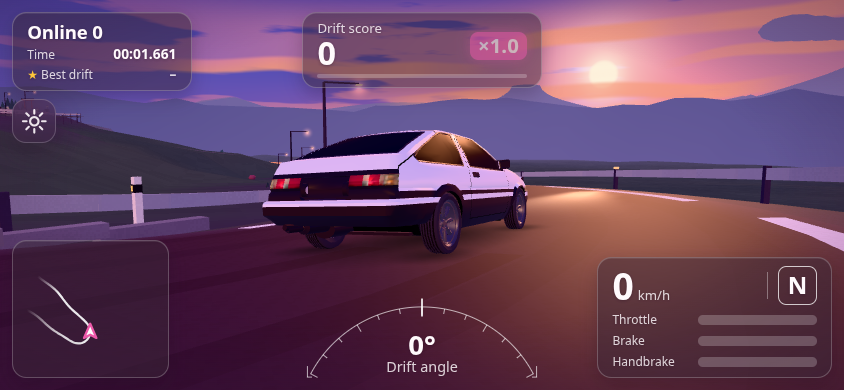 Online 0
Time 00:01.661
★ Best drift –
Drift score
0 ×1.0
0°
Drift angle
0 km/h N
Throttle
Brake
Handbrake